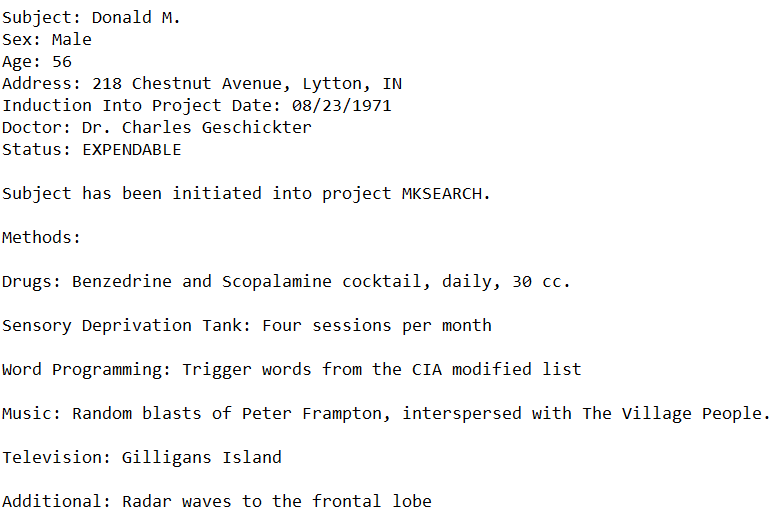 Subject: Donald M.
Sex: Male
Age: 56
Address: 218 Chestnut Avenue, Lytton, IN
Induction Into Project Date: 08/23/1971
Doctor: Dr. Charles Geschickter
Status: EXPENDABLE
Subject has been initiated into project MKSEARCH.
Methods:
Drugs: Benzedrine and Scopalamine cocktail, daily, 30 cc.
Sensory Deprivation Tank: Four sessions per month
Word Programming: Trigger words from the CIA modified list
Music: Random blasts of Peter Frampton, interspersed with The Village People.
Television: Gilligans Island
Additional: Radar waves to the frontal lobe